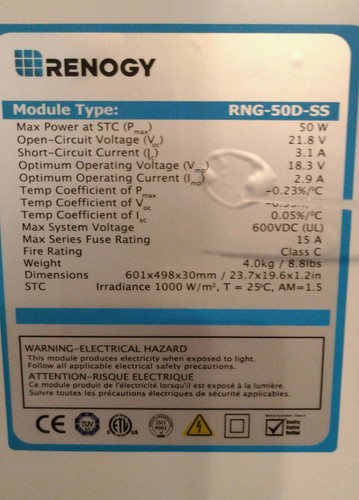 RENOGY
Module Type: RNG-50D-SS
Max Power at STC (Pmax) 50 W
Open-Circuit Voltage (Voc) 21.8 V
Short-Circuit Current (Isc) 3.1 A
Optimum Operating Voltage (Vmp) 18.3 V
Optimum Operating Current (Imp) 2.9 A
Temp Coefficient of Pmax -0.23%/°C
Temp Coefficient of Voc
Temp Coefficient of Isc 0.05%/°C
Max System Voltage 600VDC (UL)
Max Series Fuse Rating 15 A
Fire Rating Class C
Weight 4.0kg / 8.8lbs
Dimensions 601x498x30mm / 23.7x19.6x1.2in
STC Irradiance 1000 W/m², T = 25°C, AM=1.5
WARNING-ELECTRICAL HAZARD
This module produces electricity when exposed to light.
Follow all applicable electrical safety precautions.
ATTENTION-RISQUE ELECTRIQUE
Ce module produit de l'électricité lorsqu'il est exposé à la lumière.
Suivre toutes les précautions électriques de sécurité applicables.
CE TUV ETL ISO 9001 Quality Verified